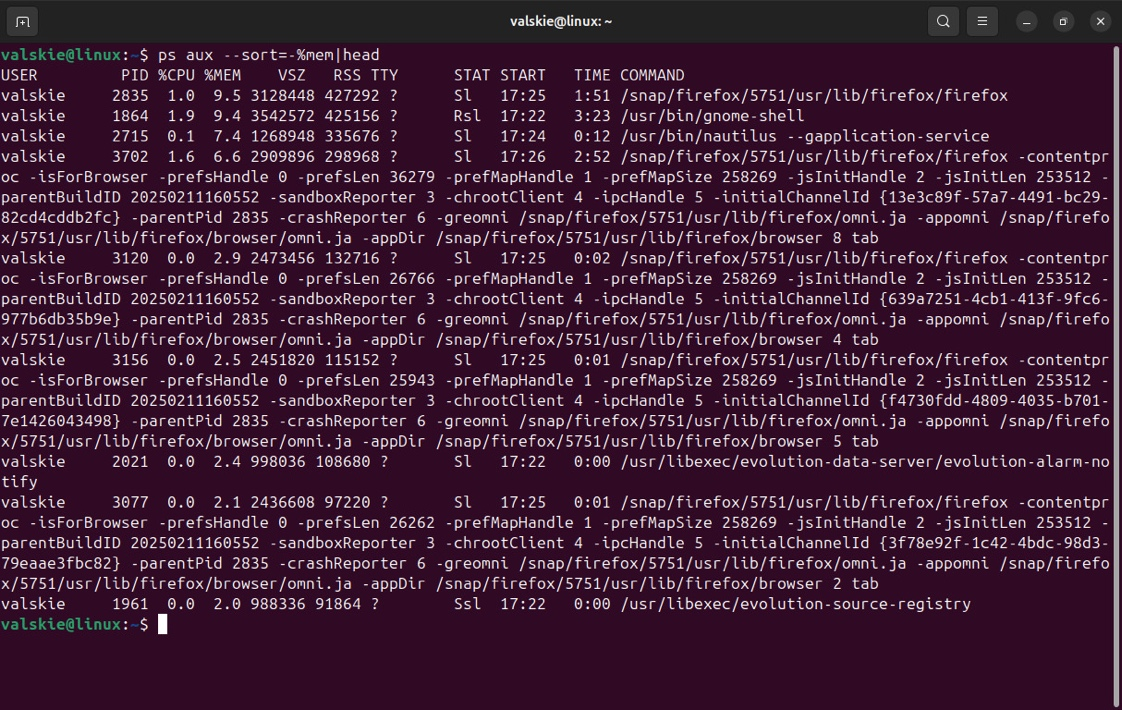 valskie@linux: ~
valskie@linux:~$ ps aux --sort=-%mem|head
USER         PID %CPU %MEM    VSZ   RSS TTY      STAT START   TIME COMMAND
valskie     2835  1.0  9.5 3128448 427292 ?      Sl   17:25   1:51 /snap/firefox/5751/usr/lib/firefox/firefox
valskie     1864  1.9  9.4 3542572 425156 ?      Rsl  17:22   3:23 /usr/bin/gnome-shell
valskie     2715  0.1  7.4 1268948 335676 ?      Sl   17:24   0:12 /usr/bin/nautilus --gapplication-service
valskie     3702  1.6  6.6 2909896 298968 ?      Sl   17:26   2:52 /snap/firefox/5751/usr/lib/firefox/firefox -contentpr
oc -isForBrowser -prefsHandle 0 -prefsLen 36279 -prefMapHandle 1 -prefMapSize 258269 -jsInitHandle 2 -jsInitLen 253512 -
parentBuildID 20250211160552 -sandboxReporter 3 -chrootClient 4 -ipcHandle 5 -initialChannelId {13e3c89f-57a7-4491-bc29-
82cd4cddb2fc} -parentPid 2835 -crashReporter 6 -greomni /snap/firefox/5751/usr/lib/firefox/omni.ja -appomni /snap/firefo
x/5751/usr/lib/firefox/browser/omni.ja -appDir /snap/firefox/5751/usr/lib/firefox/browser 8 tab
valskie     3120  0.0  2.9 2473456 132716 ?      Sl   17:25   0:02 /snap/firefox/5751/usr/lib/firefox/firefox -contentpr
oc -isForBrowser -prefsHandle 0 -prefsLen 26766 -prefMapHandle 1 -prefMapSize 258269 -jsInitHandle 2 -jsInitLen 253512 -
parentBuildID 20250211160552 -sandboxReporter 3 -chrootClient 4 -ipcHandle 5 -initialChannelId {639a7251-4cb1-413f-9fc6-
977b6db35b9e} -parentPid 2835 -crashReporter 6 -greomni /snap/firefox/5751/usr/lib/firefox/omni.ja -appomni /snap/firefo
x/5751/usr/lib/firefox/browser/omni.ja -appDir /snap/firefox/5751/usr/lib/firefox/browser 4 tab
valskie     3156  0.0  2.5 2451820 115152 ?      Sl   17:25   0:01 /snap/firefox/5751/usr/lib/firefox/firefox -contentpr
oc -isForBrowser -prefsHandle 0 -prefsLen 25943 -prefMapHandle 1 -prefMapSize 258269 -jsInitHandle 2 -jsInitLen 253512 -
parentBuildID 20250211160552 -sandboxReporter 3 -chrootClient 4 -ipcHandle 5 -initialChannelId {f4730fdd-4809-4035-b701-
7e1426043498} -parentPid 2835 -crashReporter 6 -greomni /snap/firefox/5751/usr/lib/firefox/omni.ja -appomni /snap/firefo
x/5751/usr/lib/firefox/browser/omni.ja -appDir /snap/firefox/5751/usr/lib/firefox/browser 5 tab
valskie     2021  0.0  2.4 998036 108680 ?       Sl   17:22   0:00 /usr/libexec/evolution-data-server/evolution-alarm-no
tify
valskie     3077  0.0  2.1 2436608 97220 ?       Sl   17:25   0:01 /snap/firefox/5751/usr/lib/firefox/firefox -contentpr
oc -isForBrowser -prefsHandle 0 -prefsLen 26262 -prefMapHandle 1 -prefMapSize 258269 -jsInitHandle 2 -jsInitLen 253512 -
parentBuildID 20250211160552 -sandboxReporter 3 -chrootClient 4 -ipcHandle 5 -initialChannelId {3f78e92f-1c42-4bdc-98d3-
79eaae3fbc82} -parentPid 2835 -crashReporter 6 -greomni /snap/firefox/5751/usr/lib/firefox/omni.ja -appomni /snap/firefo
x/5751/usr/lib/firefox/browser/omni.ja -appDir /snap/firefox/5751/usr/lib/firefox/browser 2 tab
valskie     1961  0.0  2.0 988336 91864 ?        Ssl  17:22   0:00 /usr/libexec/evolution-source-registry
valskie@linux:~$